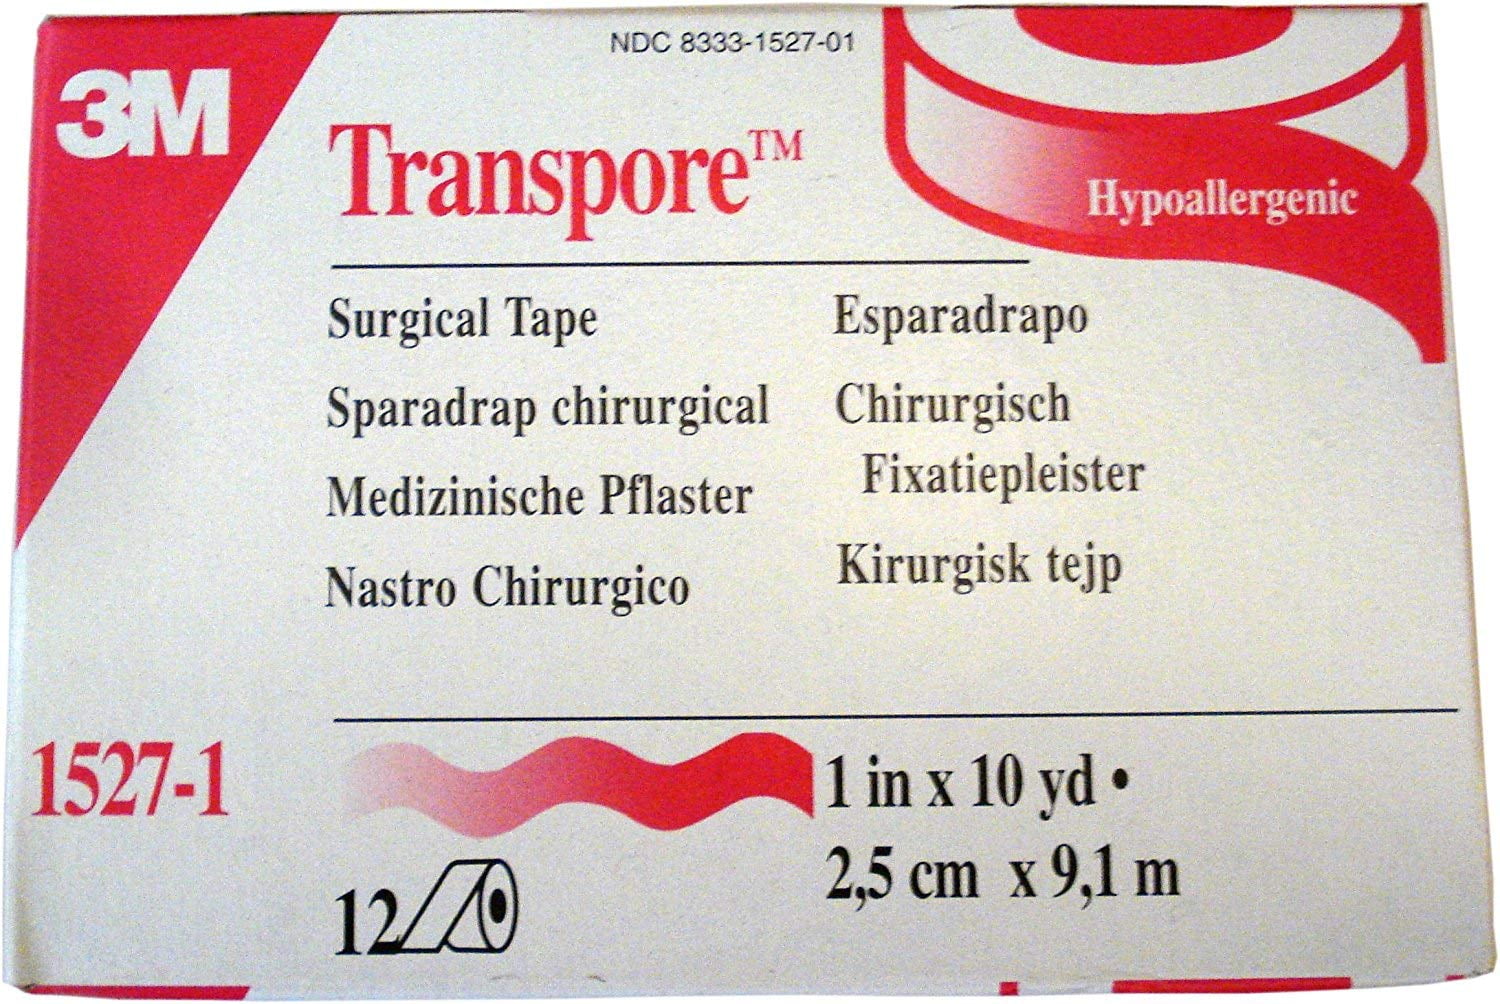 NDC 8333-1527-01
3M
Transpore™
Hypoallergenic
Surgical Tape
Sparadrap chirurgical
Medizinische Pflaster
Nastro Chirurgico
Esparadrapo
Chirurgisch
Fixatiepleister
Kirurgisk tejp
1527-1
1 in x 10 yd •
2,5 cm x 9,1 m
12